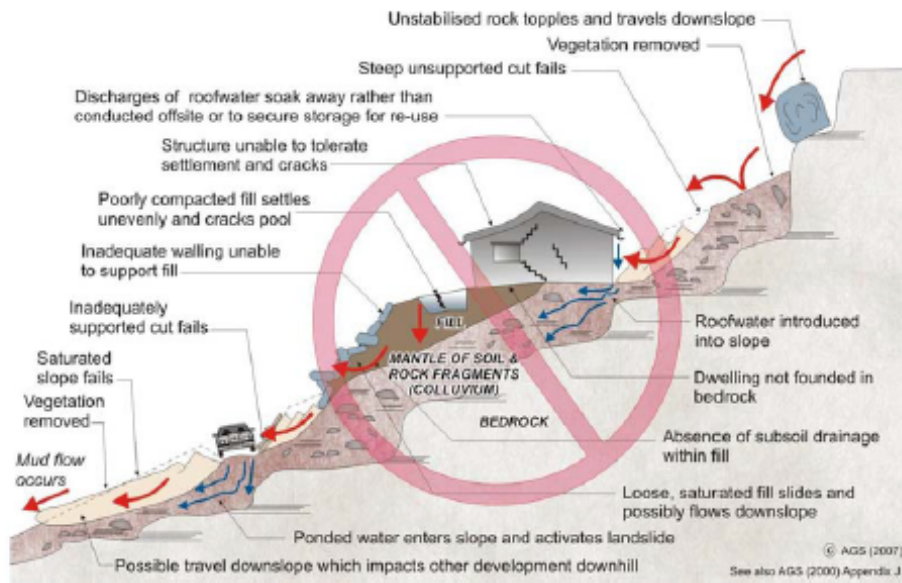 Unstabilised rock topples and travels downslope
Vegetation removed
Steep unsupported cut fails
Discharges of roofwater soak away rather than
conducted offsite or to secure storage for re-use
Structure unable to tolerate
settlement and cracks
Poorly compacted fill settles
unevenly and cracks pool
Inadequate walling unable
to support fill
Inadequately
supported cut fails
Saturated
slope fails
Vegetation
removed
Mud flow
occurs
FILL
MANTLE OF SOIL &
ROCK FRAGMENTS
(COLLUVIUM)
BEDROCK
Roofwater introduced
into slope
Dwelling not founded in
bedrock
Absence of subsoil drainage
within fill
Loose, saturated fill slides and
possibly flows downslope
Ponded water enters slope and activates landslide
Possible travel downslope which impacts other development downhill
© AGS (2007)
See also AGS (2000) Appendix J